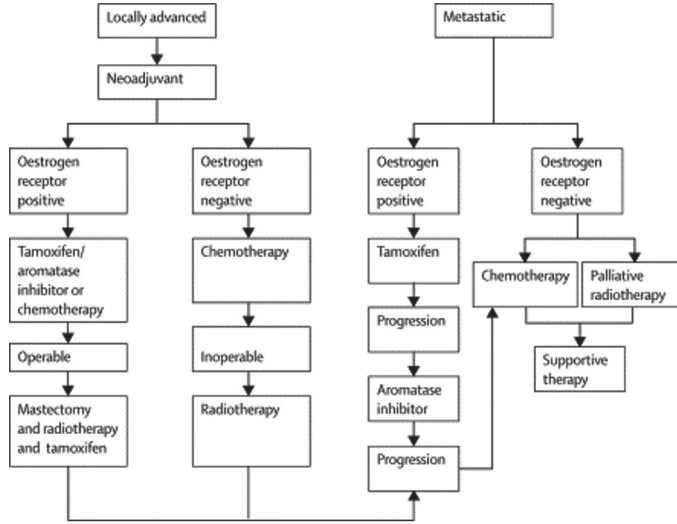 Locally advanced
Neoadjuvant
Oestrogen
receptor
positive
Oestrogen
receptor
negative
Tamoxifen/
aromatase
inhibitor or
chemotherapy
Chemotherapy
Operable
Inoperable
Mastectomy
and radiotherapy
and tamoxifen
Radiotherapy
Metastatic
Oestrogen
receptor
positive
Oestrogen
receptor
negative
Tamoxifen
Progression
Aromatase
inhibitor
Progression
Chemotherapy
Palliative
radiotherapy
Supportive
therapy